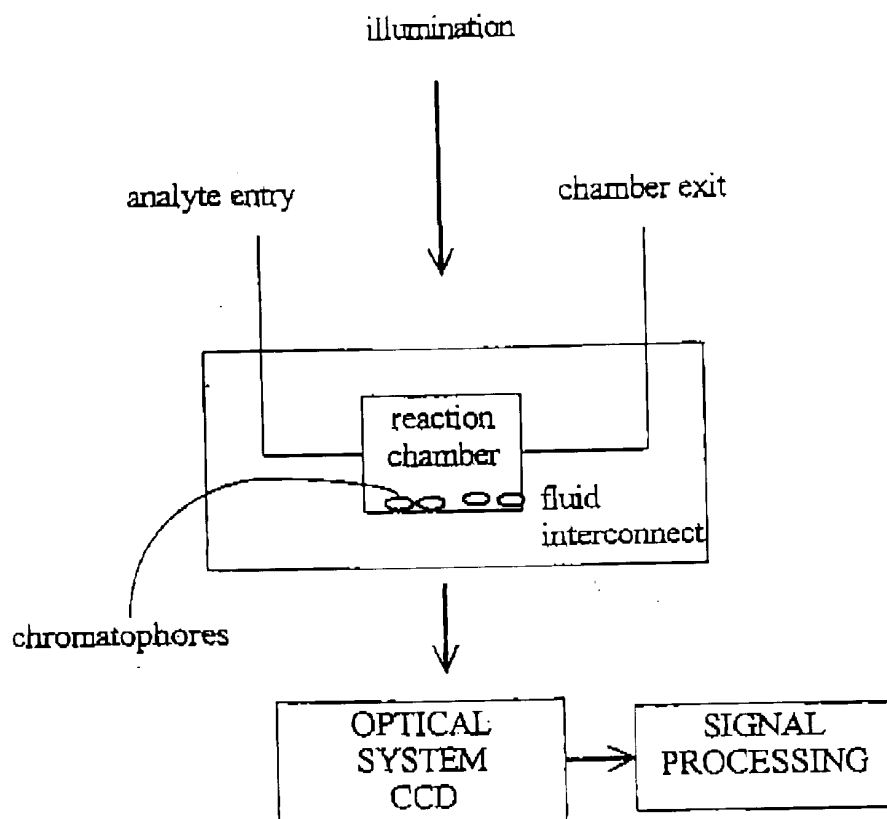 illumination
analyte entry
chamber exit
reaction
chamber
fluid
interconnect
chromatophores
OPTICAL
SYSTEM
CCD
SIGNAL
PROCESSING